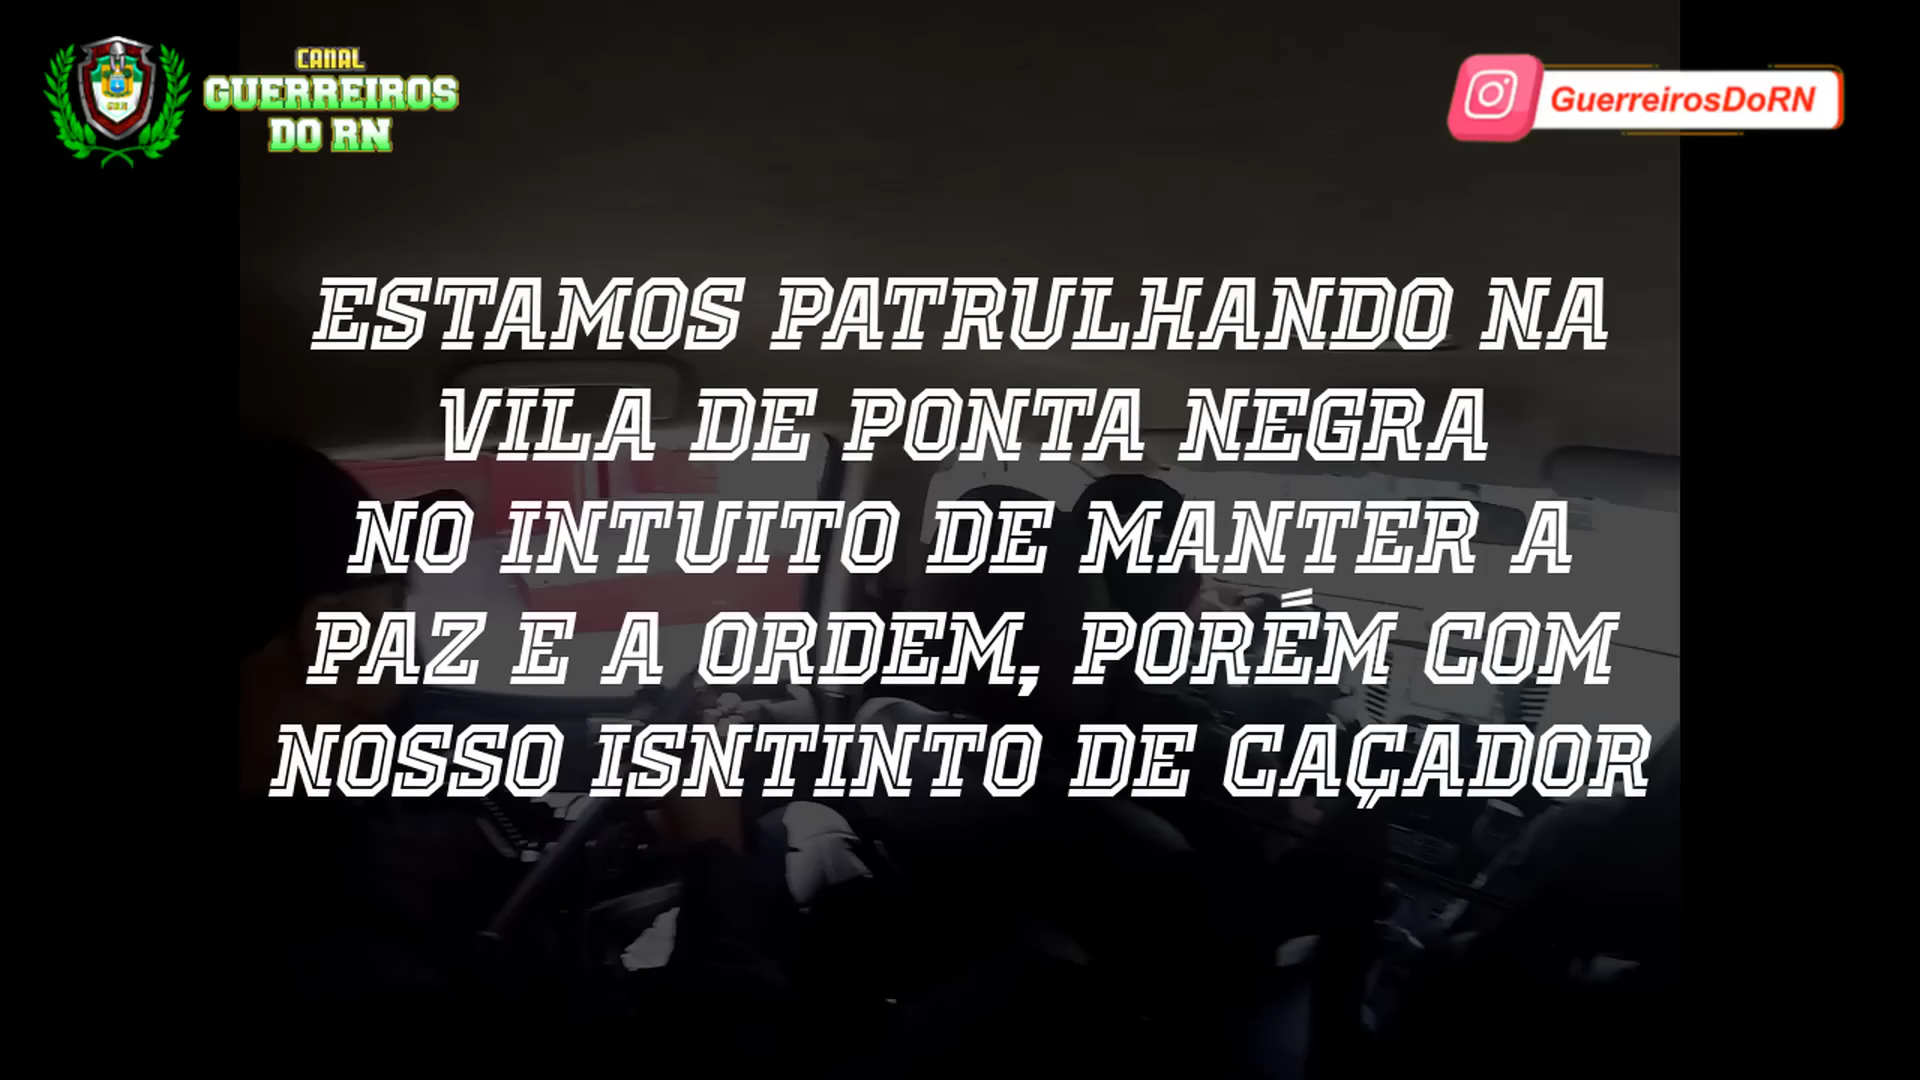 CANAL
GUERREIROS
DO RN
GuerreirosDoRN
ESTAMOS PATRULHANDO NA
VILA DE PONTA NEGRA
NO INTUITO DE MANTER A
PAZ E A ORDEM, PORÉM COM
NOSSO ISNTINTO DE CAÇADOR